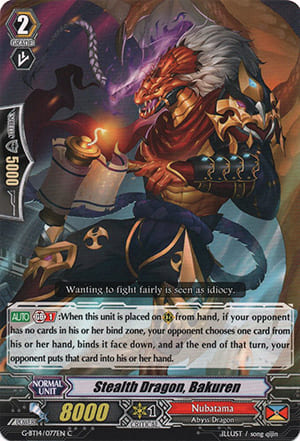 2
GRADE
5000
Wanting to fight fairly is seen as idiocy.
AUTO 1 :When this unit is placed on from hand, if your opponent
has no cards in his or her bind zone, your opponent chooses one card from
his or her hand, binds it face down, and at the end of that turn, your
opponent puts that card into his or her hand.
Stealth Dragon, Bakuren
NORMAL
UNIT
POWER
8000
1
CRITICAL
Nubatama
Abyss Dragon
G-BT14/077EN C
ILLUST / song qijin